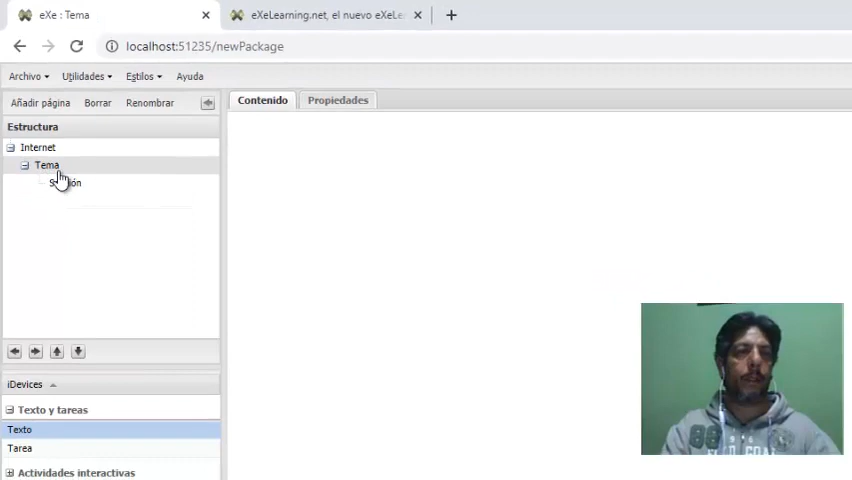 eXe : Tema
eXeLearning.net, el nuevo eXeLe
localhost:51235/newPackage
Archivo Utilidades Estilos Ayuda
Añadir página Borrar Renombrar
Contenido Propiedades
Estructura
Internet
Tema
iDevices
Texto y tareas
Texto
Tarea
Actividades interactivas